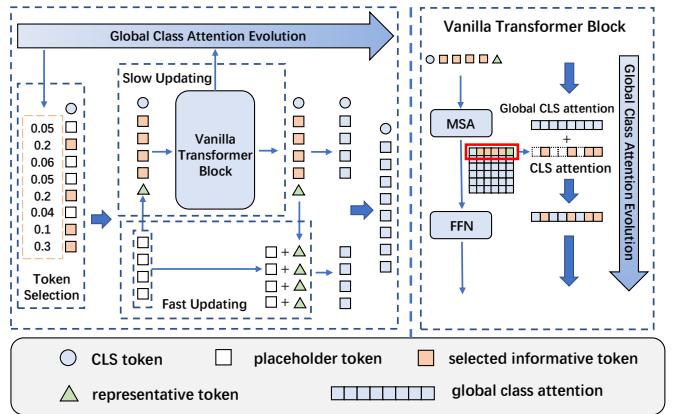 Global Class Attention Evolution
Slow Updating
0.05
0.2
0.06
0.05
0.2
0.04
0.1
0.3
Token
Selection
Vanilla
Transformer
Block
+
+
+
+
Fast Updating
Vanilla Transformer Block
MSA
FFN
Global CLS attention
+
CLS attention
Global Class Attention Evolution
CLS token
placeholder token
selected informative token
representative token
global class attention